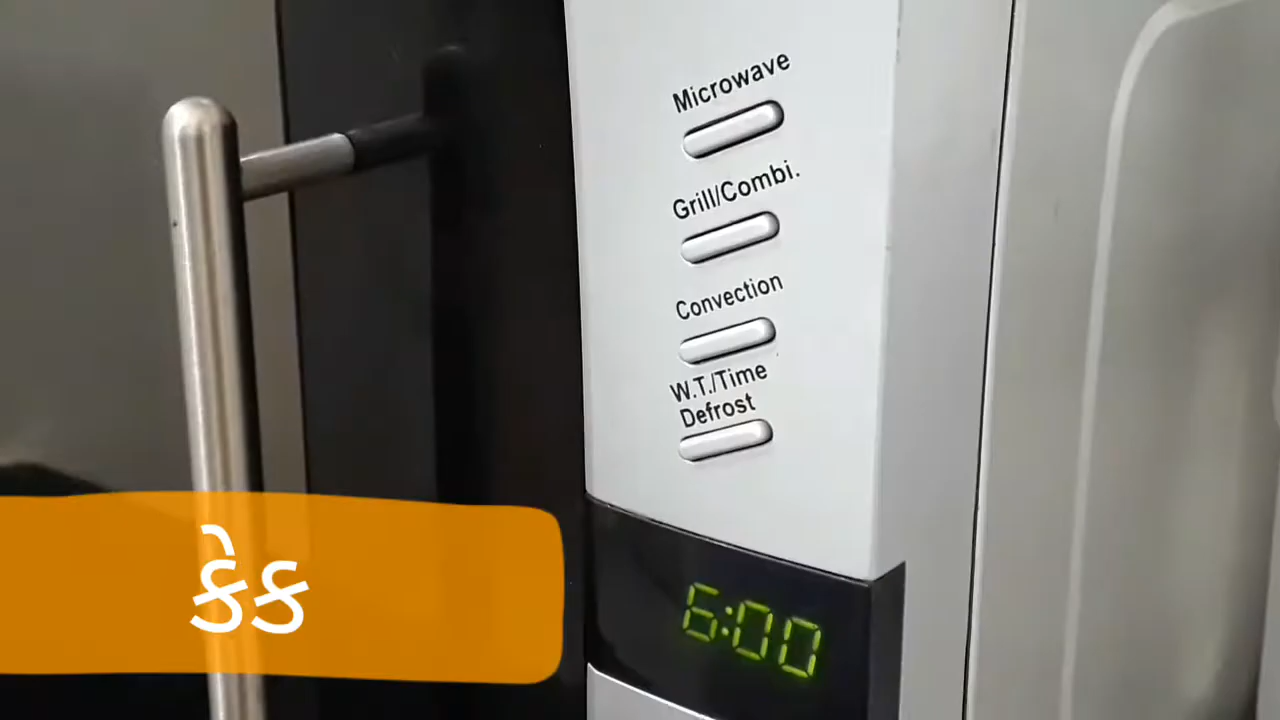 Microwave
Grill/Combi.
Convection
W.T./Time
Defrost
6:00
કેક